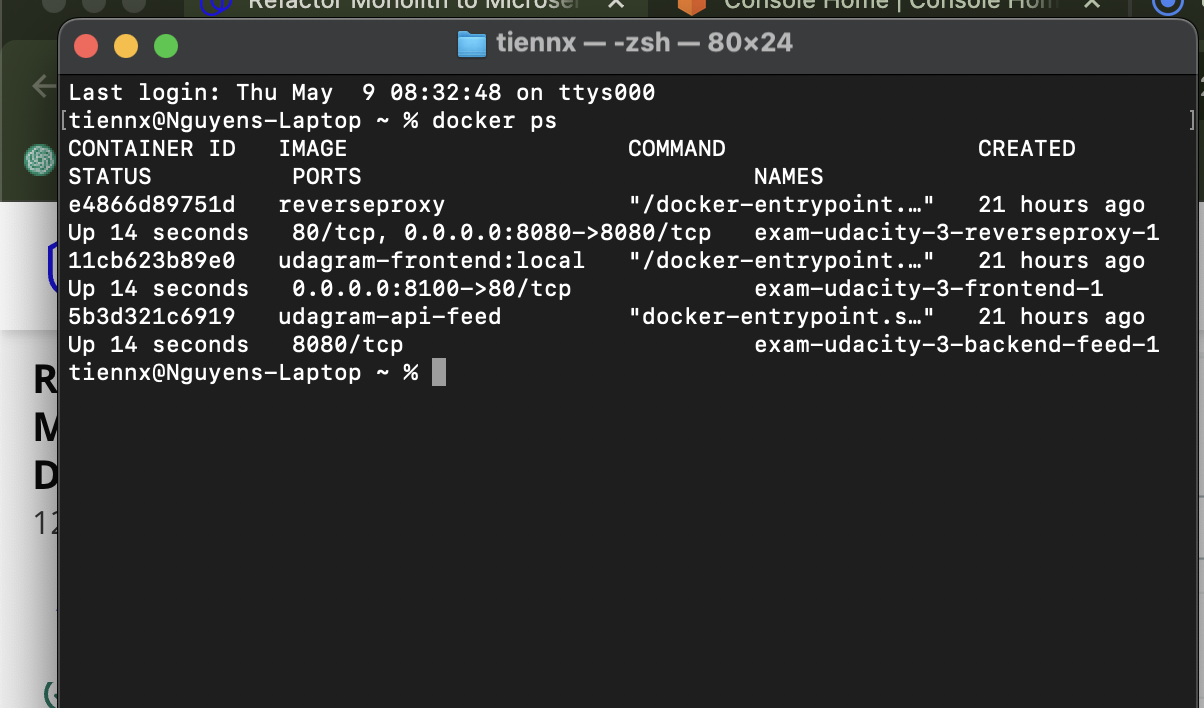 Refactor Monolith to Microser
Console Home | Console Hom
tiennx — -zsh — 80×24
Last login: Thu May  9 08:32:48 on ttys000
[tiennx@Nguyens-Laptop ~ % docker ps ]
CONTAINER ID   IMAGE                    COMMAND                  CREATED
STATUS          PORTS                            NAMES
e4866d89751d   reverseproxy             "/docker-entrypoint.…"   21 hours ago
Up 14 seconds   80/tcp, 0.0.0.0:8080->8080/tcp   exam-udacity-3-reverseproxy-1
11cb623b89e0   udagram-frontend:local   "/docker-entrypoint.…"   21 hours ago
Up 14 seconds   0.0.0.0:8100->80/tcp             exam-udacity-3-frontend-1
5b3d321c6919   udagram-api-feed         "docker-entrypoint.s…"   21 hours ago
Up 14 seconds   8080/tcp                         exam-udacity-3-backend-feed-1
tiennx@Nguyens-Laptop ~ %
R
M
D
12